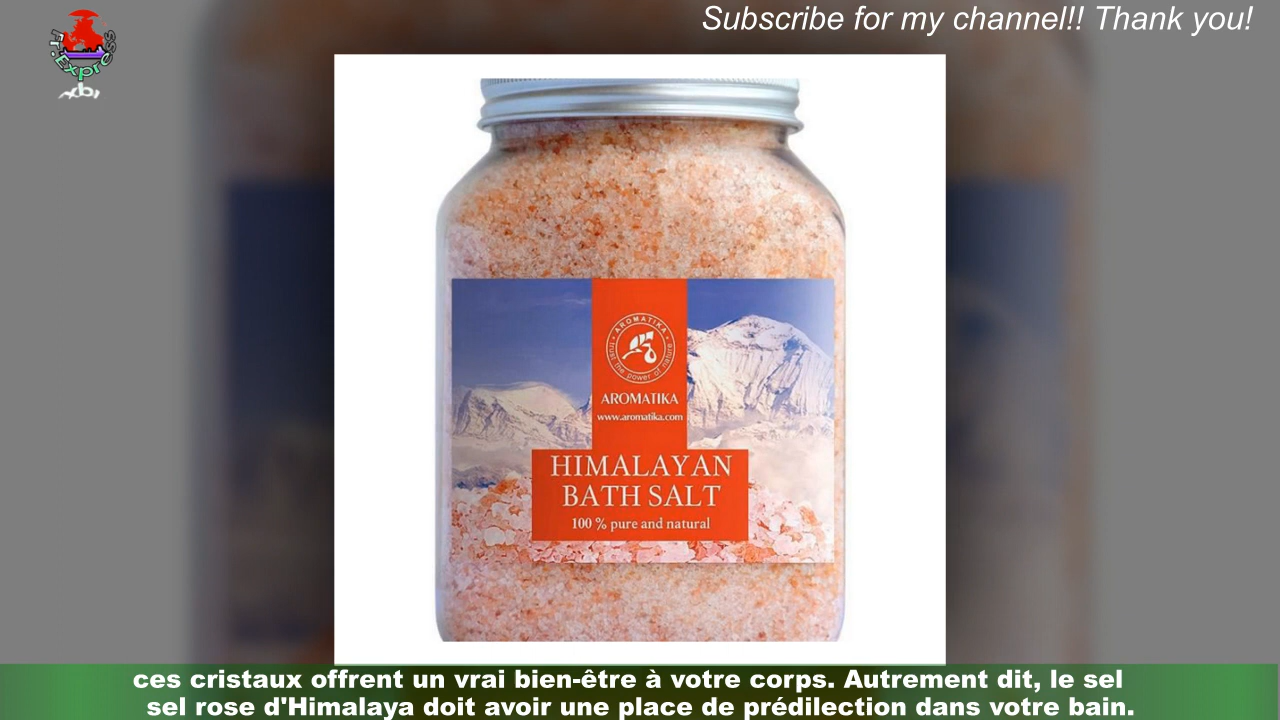 Subscribe for my channel!! Thank you!
Fr.Express
AROMATIKA
trust the power of nature
AROMATIKA
www.aromatika.com
HIMALAYAN
BATH SALT
100 % pure and natural
ces cristaux offrent un vrai bien-être à votre corps. Autrement dit, le sel
sel rose d'Himalaya doit avoir une place de prédilection dans votre bain.